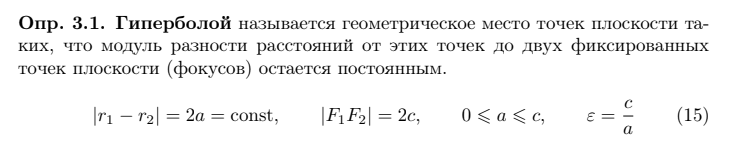 Опр. 3.1. Гиперболой называется геометрическое место точек плоскости та-
ких, что модуль разности расстояний от этих точек до двух фиксированных
точек плоскости (фокусов) остается постоянным.
|r₁ − r₂| = 2a = const, |F₁F₂| = 2c, 0 ⩽ a ⩽ c, ε = c/a (15)